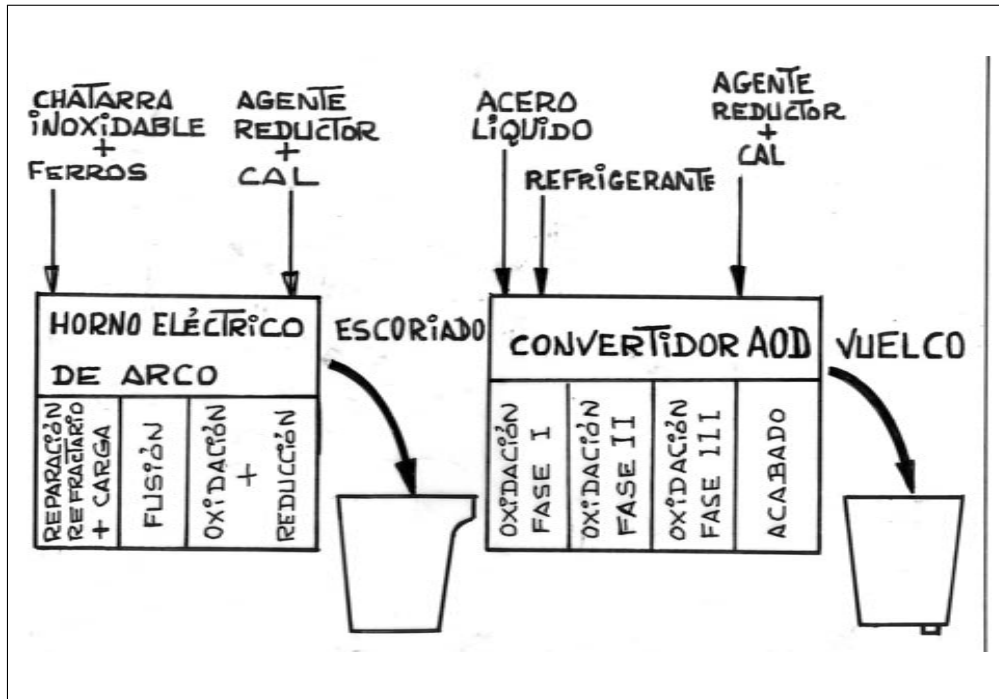 CHATARRA
INOXIDABLE
+
FERROS
AGENTE
REDUCTOR
+
CAL
ACERO
LÍQUIDO
REFRIGERANTE
AGENTE
REDUCTOR
+
CAL
HORNO ELÉCTRICO
DE ARCO
ESCORIADO
CONVERTIDOR AOD
VUELCO
REPARACIÓN
REFRACTARIO
+ CARGA
FUSIÓN
OXIDACIÓN
+
REDUCCIÓN
OXIDACIÓN
FASE I
OXIDACIÓN
FASE II
OXIDACIÓN
FASE III
ACABADO